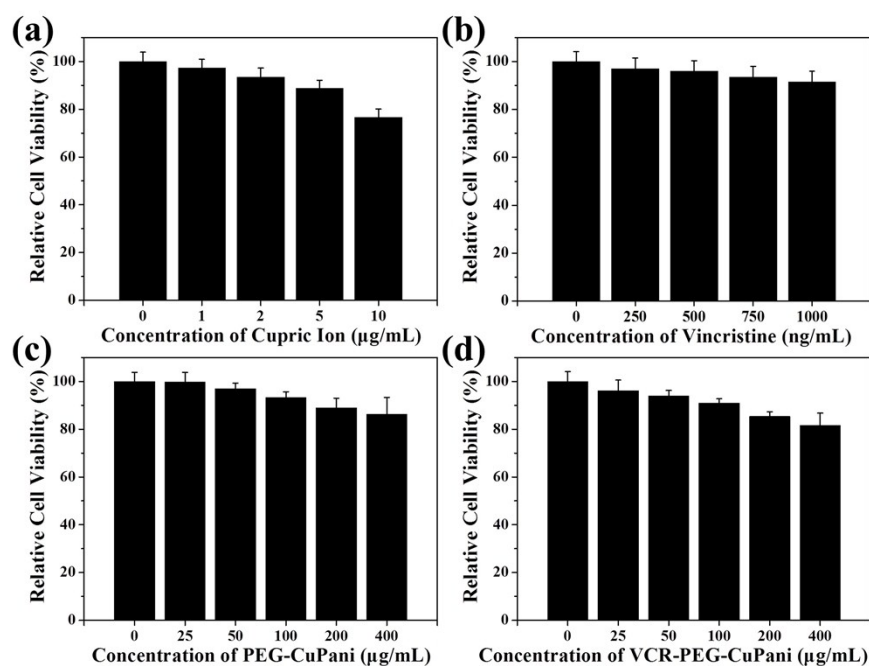 (a)
Relative Cell Viability (%)
100
80
60
40
20
0
0 1 2 5 10
Concentration of Cupric Ion (µg/mL)
(b)
Relative Cell Viability (%)
100
80
60
40
20
0
0 250 500 750 1000
Concentration of Vincristine (ng/mL)
(c)
Relative Cell Viability (%)
100
80
60
40
20
0
0 25 50 100 200 400
Concentration of PEG-CuPani (µg/mL)
(d)
Relative Cell Viability (%)
100
80
60
40
20
0
0 25 50 100 200 400
Concentration of VCR-PEG-CuPani (µg/mL)